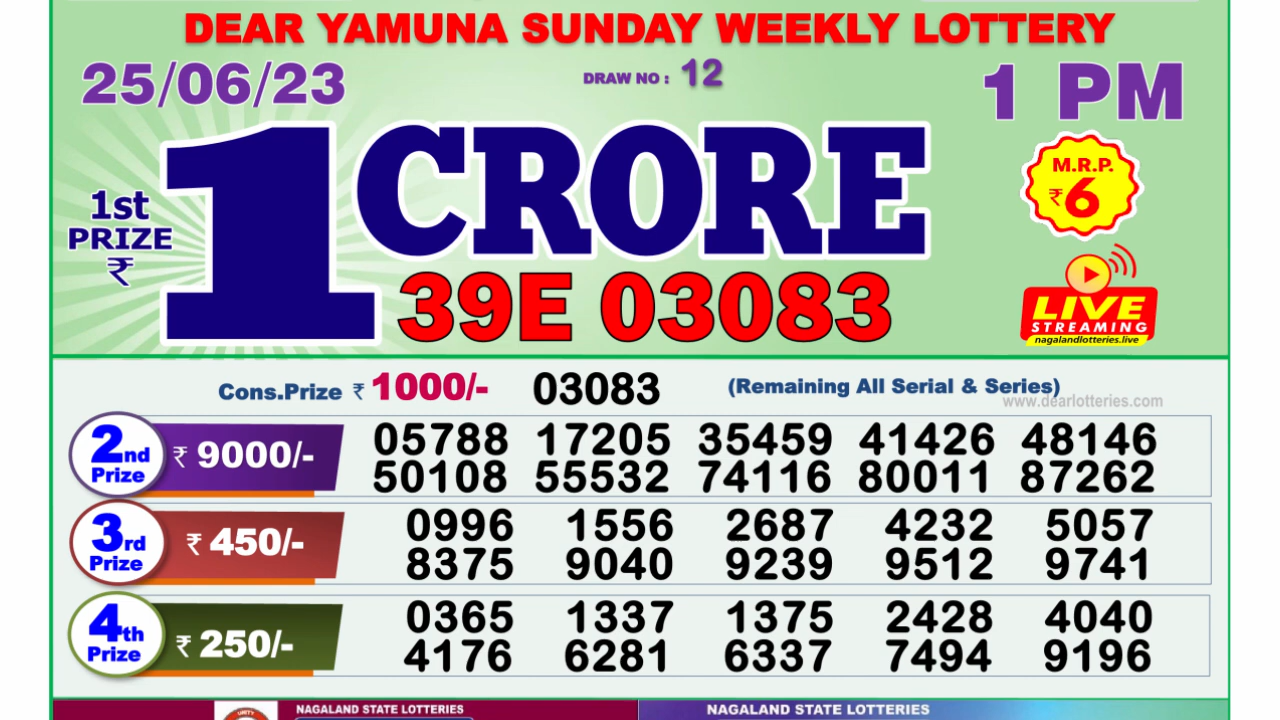 DEAR YAMUNA SUNDAY WEEKLY LOTTERY
25/06/23 DRAW NO : 12 1 PM
1st PRIZE ₹ 1 CRORE
M.R.P. ₹6
39E 03083
LIVE
STREAMING
nagalandlotteries.live
Cons.Prize ₹ 1000/- 03083 (Remaining All Serial & Series)
www.dearlotteries.com
2nd Prize ₹ 9000/-
05788 17205 35459 41426 48146
50108 55532 74116 80011 87262
3rd Prize ₹ 450/-
0996 1556 2687 4232 5057
8375 9040 9239 9512 9741
4th Prize ₹ 250/-
0365 1337 1375 2428 4040
4176 6281 6337 7494 9196
NAGALAND STATE LOTTERIES NAGALAND STATE LOTTERIES
UNITY